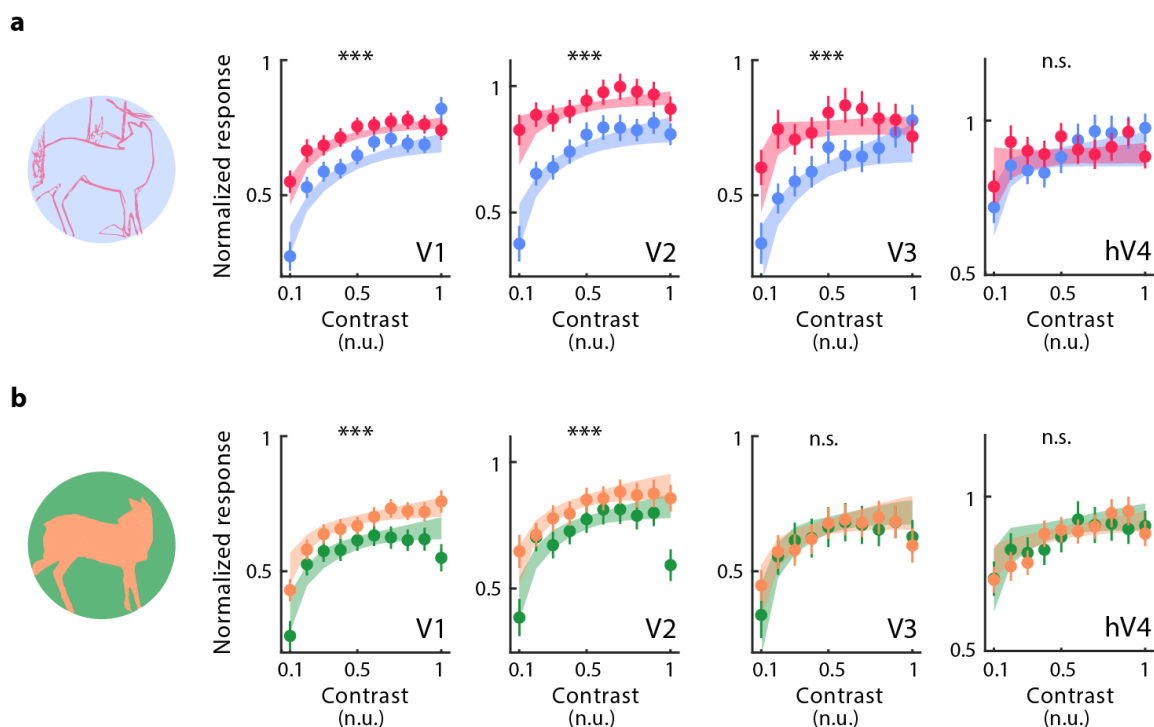 a
***
***
***
n.s.
Normalized response
1
0.5
V1
0.1
0.5
1
Contrast
(n.u.)
1
0.5
V2
0.1
0.5
1
Contrast
(n.u.)
1
0.5
V3
0.1
0.5
1
Contrast
(n.u.)
1
0.5
hV4
0.1
0.5
1
Contrast
(n.u.)
b
***
***
n.s.
n.s.
Normalized response
1
0.5
V1
0.1
0.5
1
Contrast
(n.u.)
1
0.5
V2
0.1
0.5
1
Contrast
(n.u.)
1
0.5
V3
0.1
0.5
1
Contrast
(n.u.)
1
0.5
hV4
0.1
0.5
1
Contrast
(n.u.)